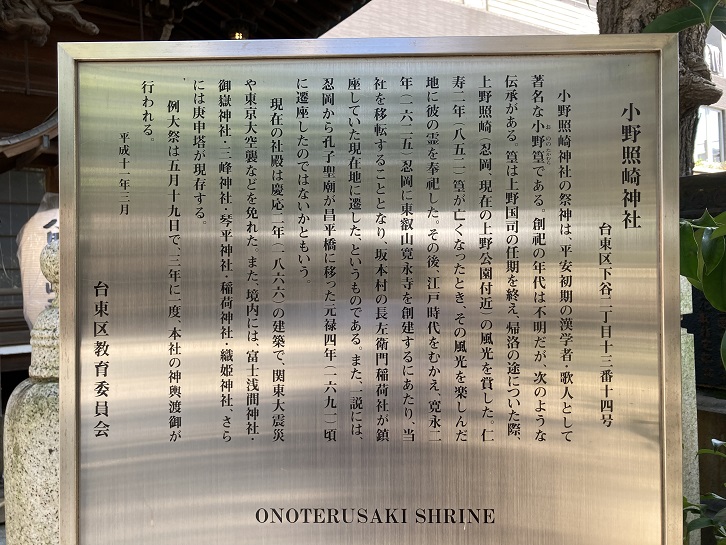 小野照崎神社
台東区下谷二丁目十三番十四号
小野照崎神社の祭神は、平安初期の漢学者・歌人として
著名な小野篁である。創祀の年代は不明だが、次のような
伝承がある。篁は上野国司の任期を終え、帰洛の途についた際、
上野照崎（忍岡、現在の上野公園付近）の風光を賞した。仁
寿二年（八五二）篁が亡くなったとき、その風光を楽しんだ
地に彼の霊を奉祀した。その後、江戸時代をむかえ、寛永二
年（一六二五）忍岡に東叡山寛永寺を創建するにあたり、当
社を移転することとなり、坂本村の長左衛門稲荷社が鎮
座していた現在地に遷した、というものである。また、一説には、
忍岡から孔子聖廟が昌平橋に移った元禄四年（一六九一）頃
に遷座したのではないかともいう。
現在の社殿は慶応二年（一八六六）の建築で、関東大震災
や東京大空襲などを免れた。また、境内には、富士浅間神社・
御嶽神社・三峰神社・琴平神社・稲荷神社・織姫神社、さら
には庚申塔が現存する。
例大祭は五月十九日で、三年に一度、本社の神輿渡御が
行われる。
平成十一年三月
台東区教育委員会
ONOTERUSAKI SHRINE